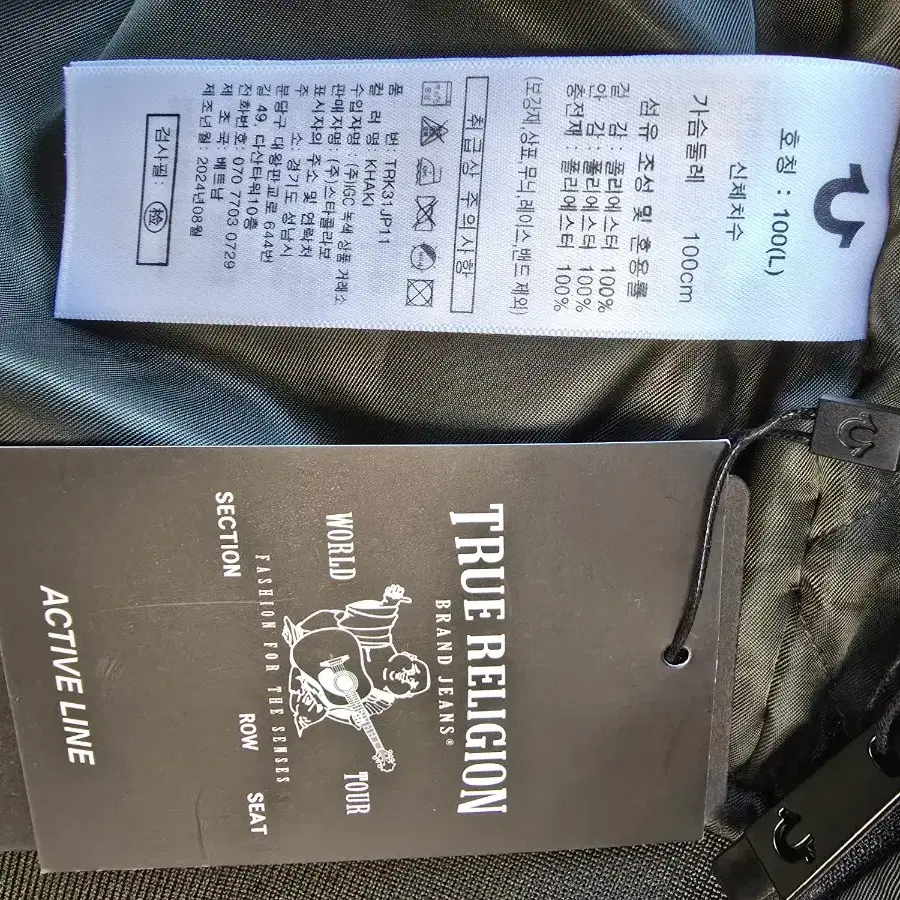 호칭 : 100(L)
신체치수
가슴둘레 100cm
섬유 조성 및 혼용률
겉 감 : 폴리에스터 100%
안 감 : 폴리에스터 100%
충전재 : 폴리에스터 100%
(보강재,상표,무늬,레이스,밴드 제외)
취급상 주의사항
품 번: TRK31JP11
컬 러 명: KHAKI
수입자명: (주)IGC 녹색 상품 거래소
판매자명: (주)스타콜라보
표시자의 주소 및 연락처
주 소: 경기도 성남시
분당구 대왕판교로 644번
길 49, 다산타워10층
전화번호: 070 7703 0729
제 조 국: 베트남
제조년월: 2024년08월
검사필: 檢
TRUE RELIGION
BRAND JEANS®
WORLD TOUR
FASHION FOR THE SENSES
SECTION ROW SEAT
ACTIVE LINE